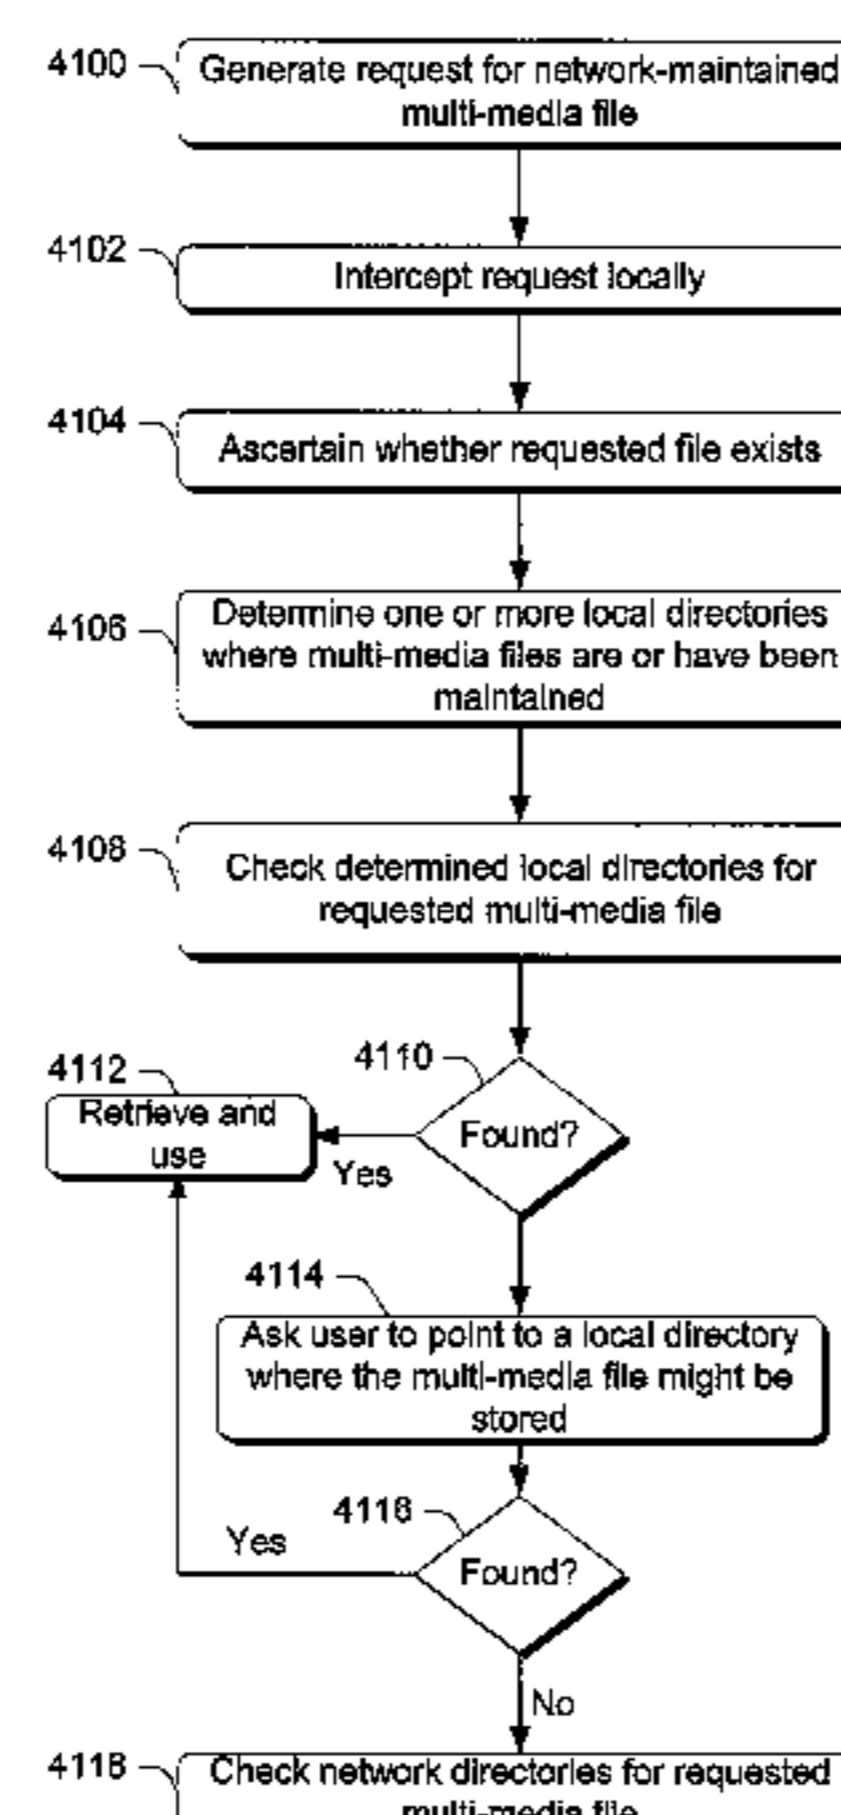 4100
Generate request for network-maintained
multi-media file
4102
Intercept request locally
4104
Ascertain whether requested file exists
4106
Determine one or more local directories
where multi-media files are or have been
maintained
4108
Check determined local directories for
requested multi-media file
4110
Found?
4112
Retrieve and
use
Yes
4114
Ask user to point to a local directory
where the multi-media file might be
stored
4116
Found?
Yes
No
4118
Check network directories for requested
multi-media file